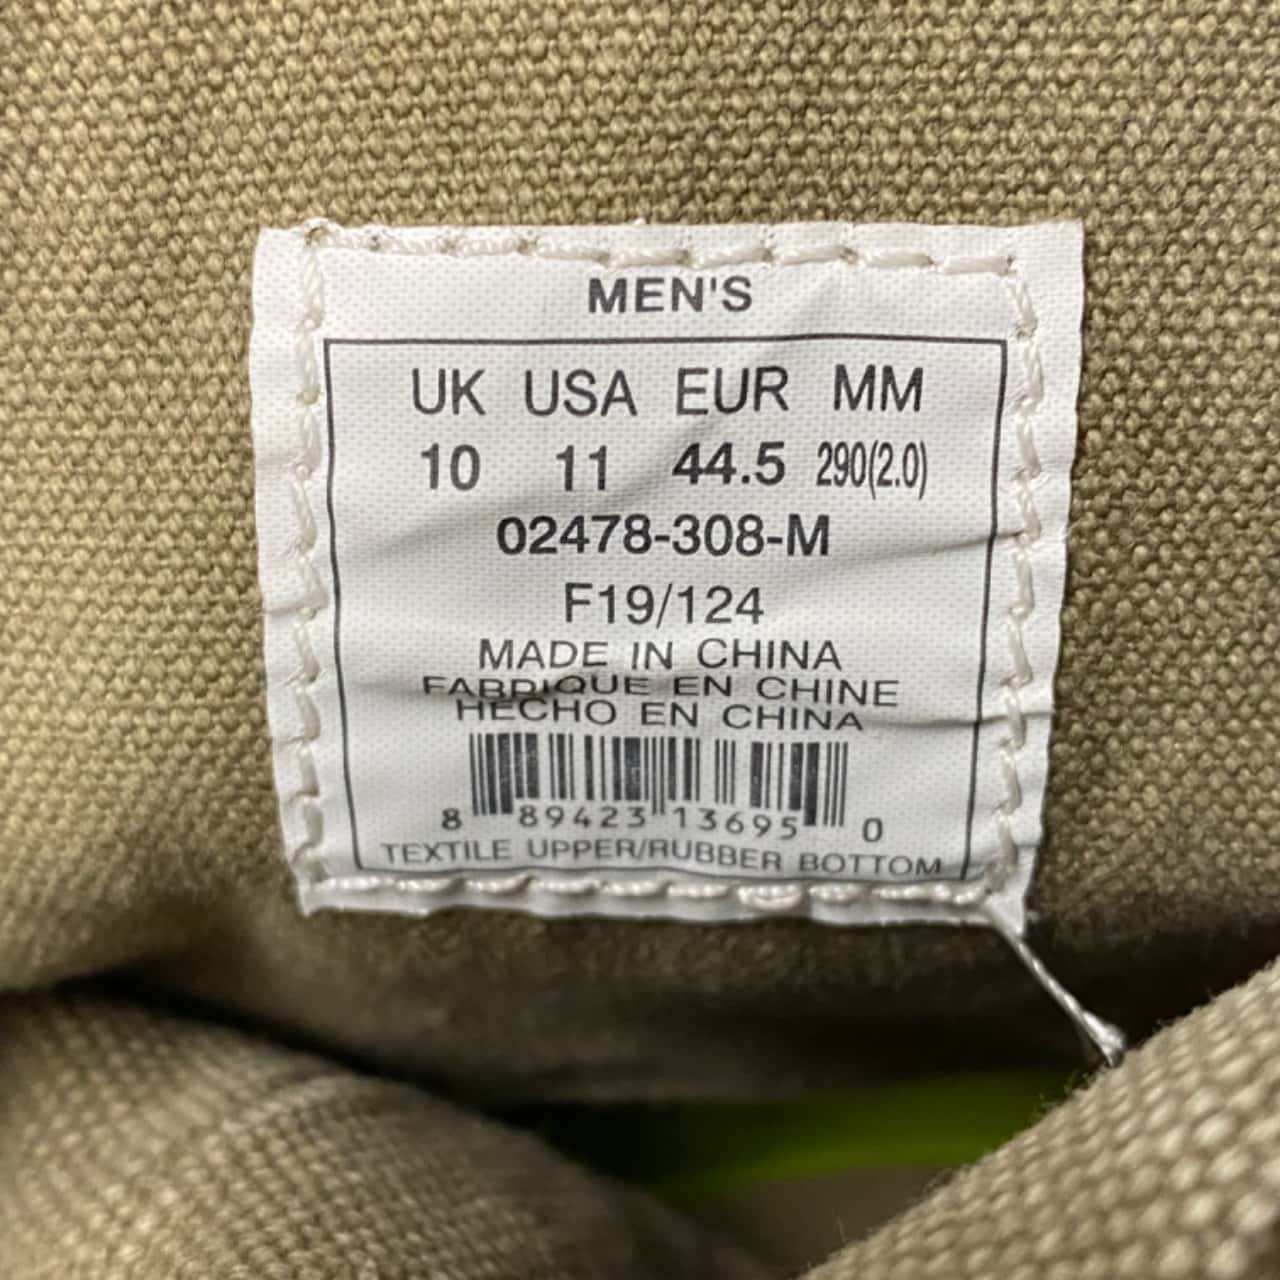 MEN'S
UK USA EUR MM
10 11 44.5 290(2.0)
02478-308-M
F19/124
MADE IN CHINA
FABRIQUE EN CHINE
HECHO EN CHINA
8 89423 13695 0
TEXTILE UPPER/RUBBER BOTTOM